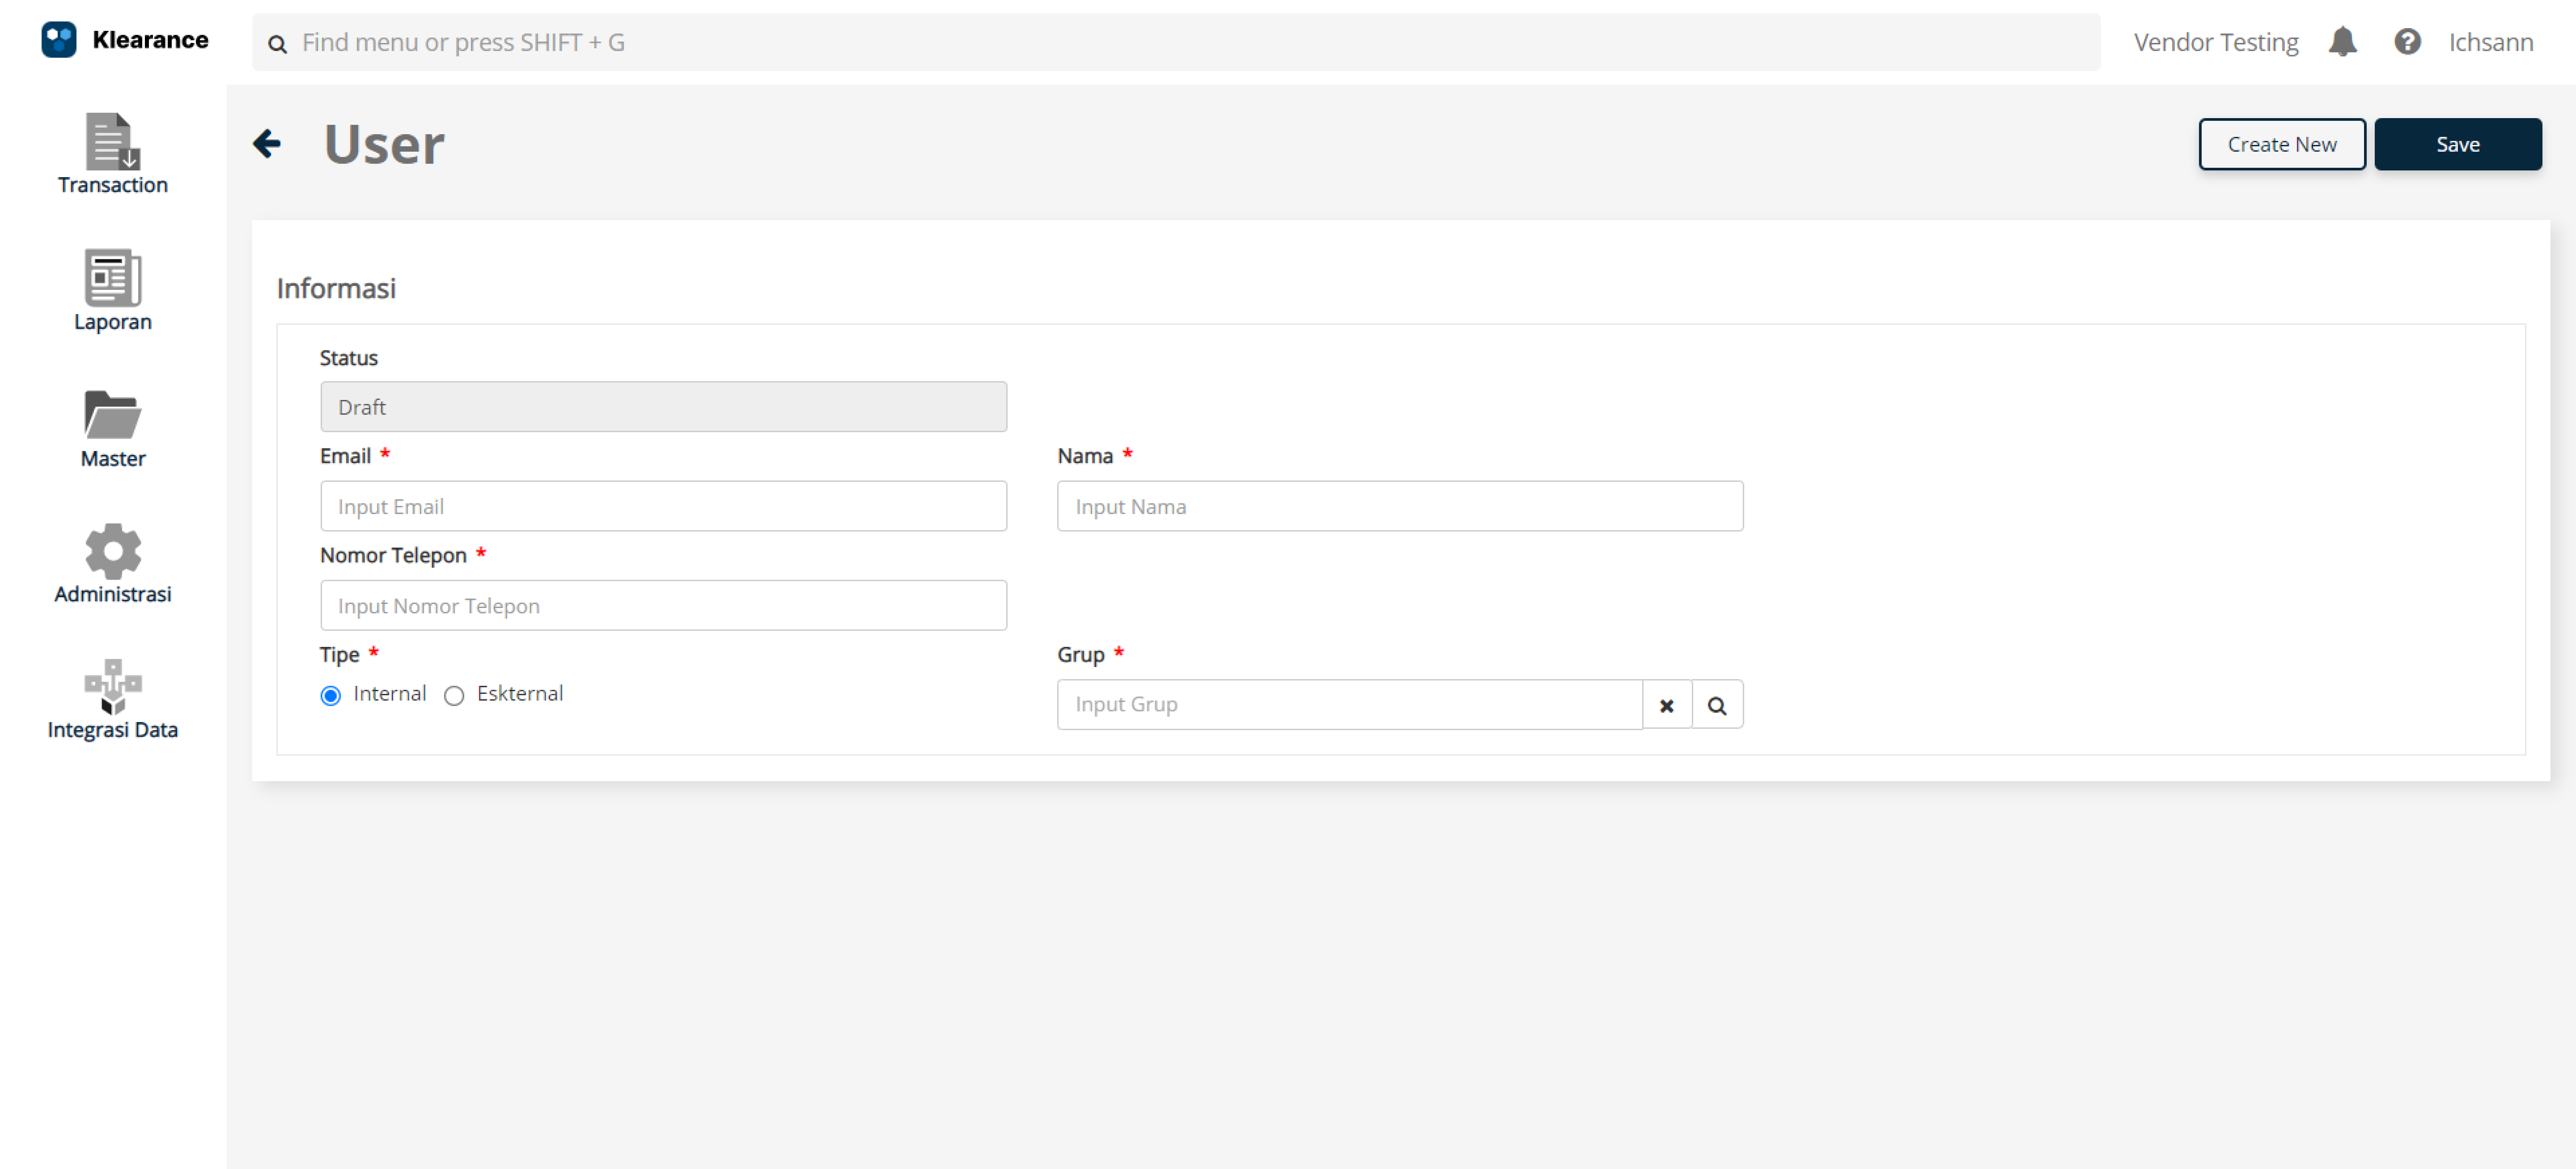 Klearance
Find menu or press SHIFT + G
Vendor Testing
Ichsann
Transaction
Laporan
Master
Administrasi
Integrasi Data
User
Create New
Save
Informasi
Status
Draft
Email *
Nama *
Input Email
Input Nama
Nomor Telepon *
Input Nomor Telepon
Tipe *
Grup *
Internal
Eskternal
Input Grup